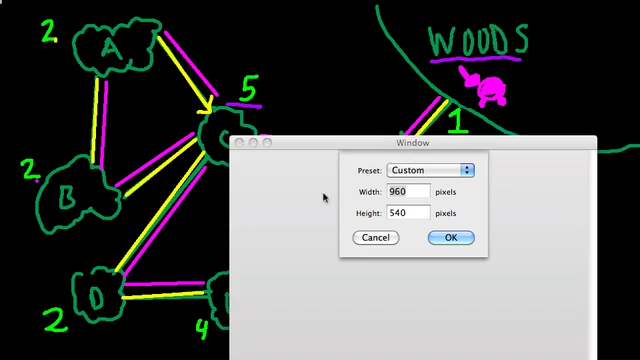 2
A
WOODS
5
1
C
Window
Preset: Custom
Width: 960 pixels
Height: 540 pixels
Cancel OK
2
B
D
2
4